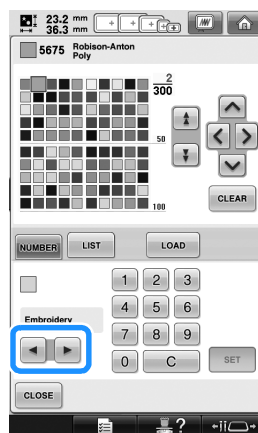 23.2 mm
36.3 mm
5675 Robison-Anton
Poly
2
300
50
100
CLEAR
NUMBER LIST LOAD
1 2 3
Embroidery
4 5 6
7 8 9
0 C SET
CLOSE
?